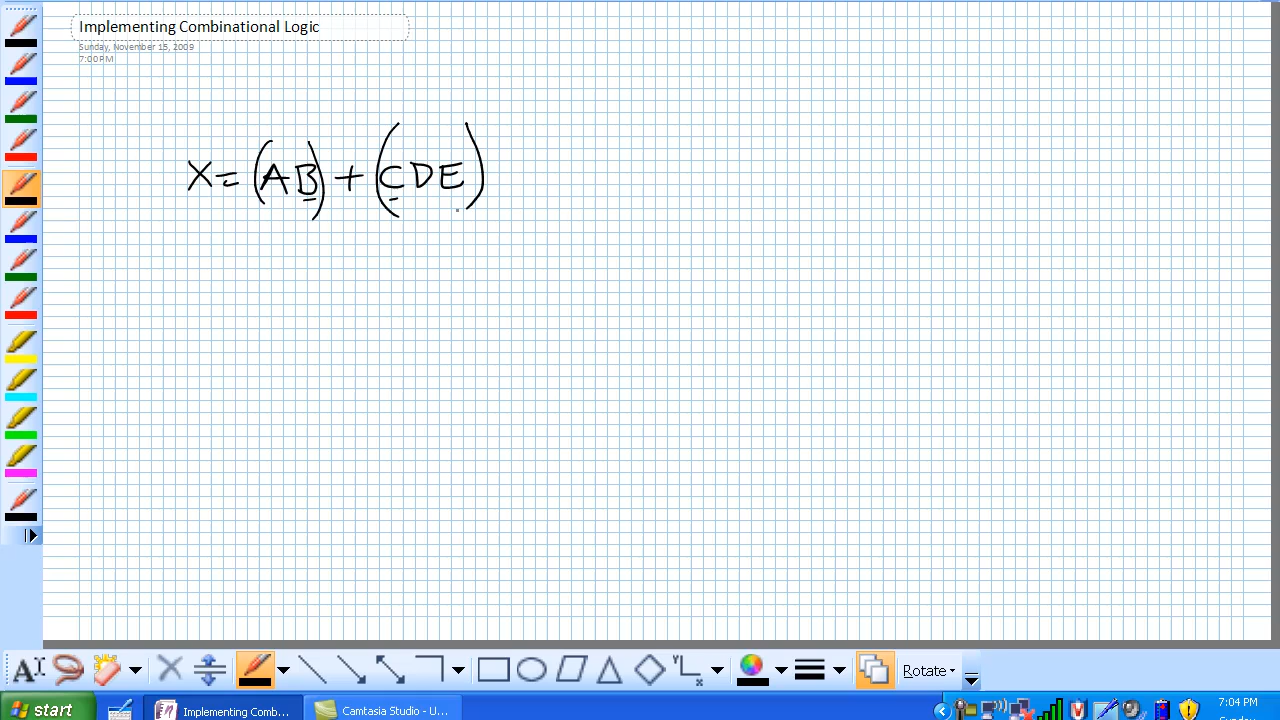 Implementing Combinational Logic
Sunday, November 15, 2009
7:00 PM
X = (AB) + (CDE)
A
Rotate
start
Implementing Comb...
Camtasia Studio - U...
7:04 PM
Sunday